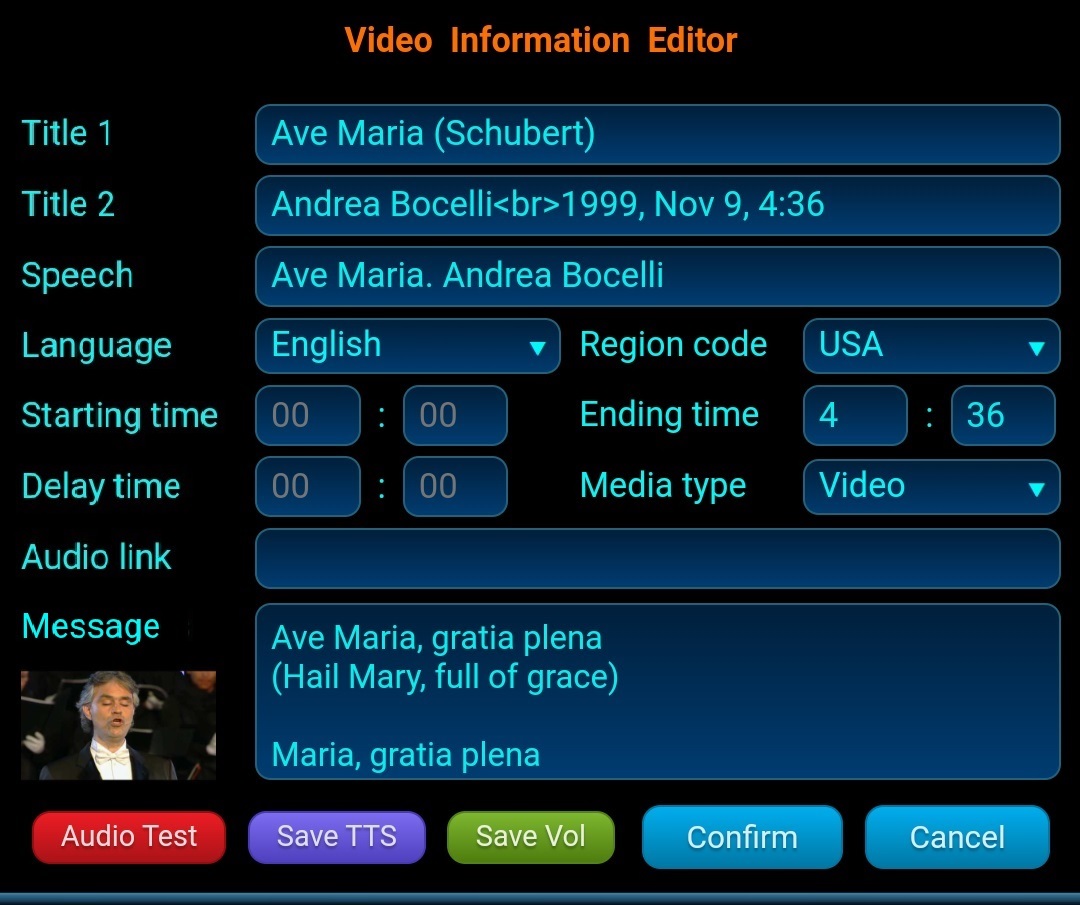 Video Information Editor
Title 1 Ave Maria (Schubert)
Title 2 Andrea Bocelli<br>1999, Nov 9, 4:36
Speech Ave Maria. Andrea Bocelli
Language English ▼ Region code USA ▼
Starting time 00 : 00 Ending time 4 : 36
Delay time 00 : 00 Media type Video ▼
Audio link
Message
Ave Maria, gratia plena
(Hail Mary, full of grace)
Maria, gratia plena
Audio Test Save TTS Save Vol Confirm Cancel